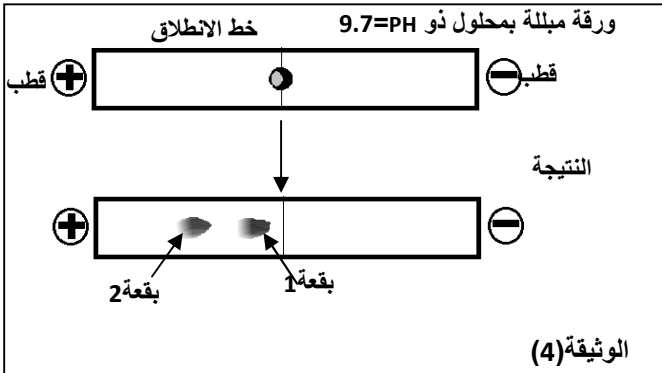 ورقة مبللة بمحلول ذو PH=9.7
خط الانطلاق
قطب
+
−
قطب
النتيجة
+
−
بقعة1
بقعة2
الوثيقة(4)